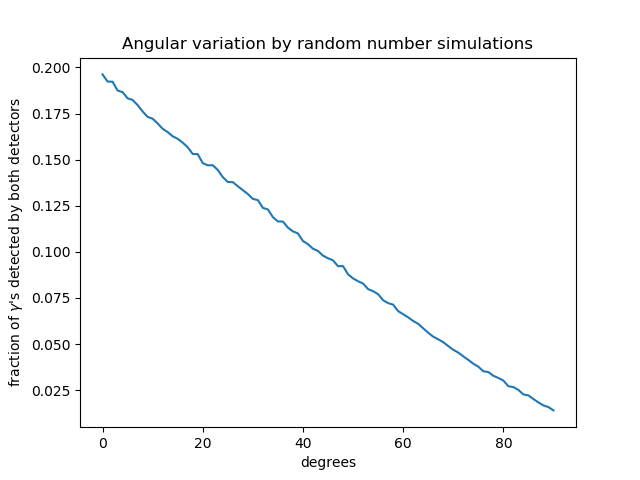 Angular variation by random number simulations
fraction of γ's detected by both detectors
0.200
0.175
0.150
0.125
0.100
0.075
0.050
0.025
0 20 40 60 80
degrees